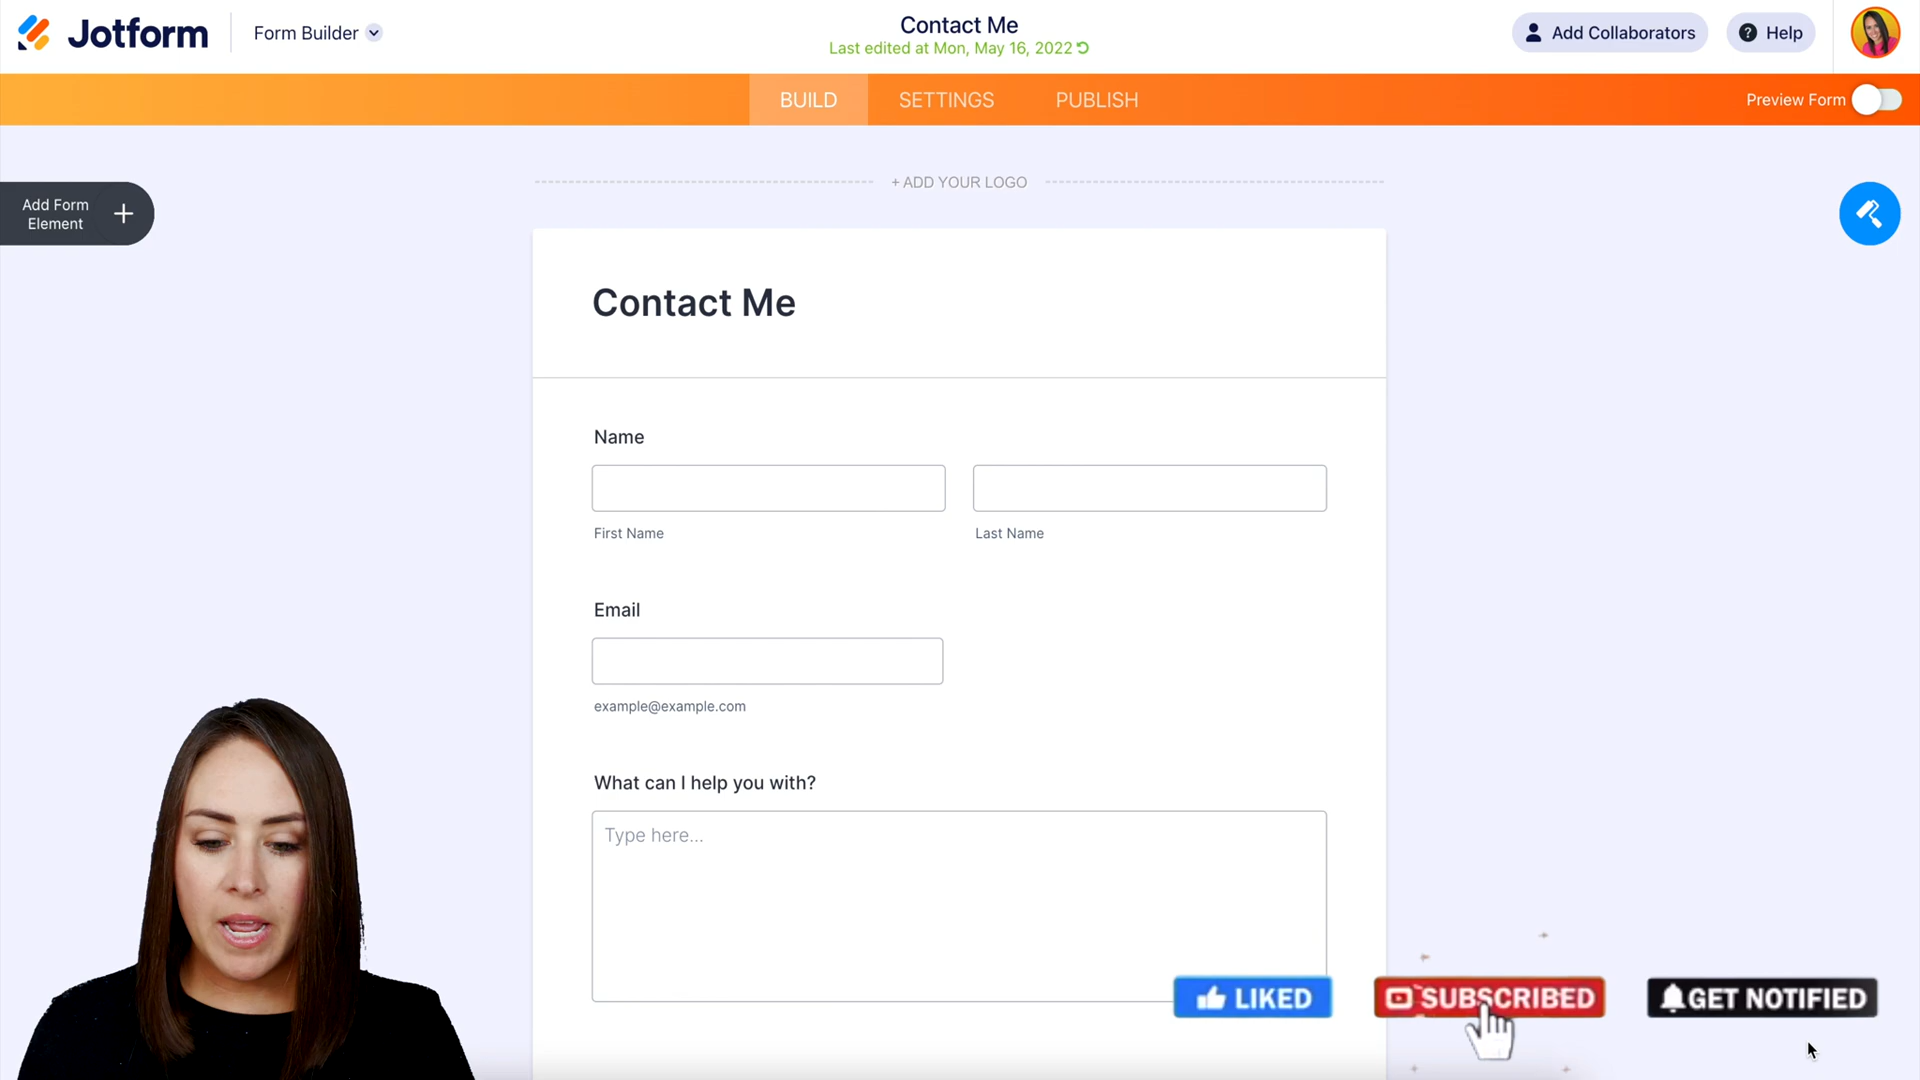 Jotform
Form Builder
Contact Me
Last edited at Mon, May 16, 2022
Add Collaborators
? Help
BUILD
SETTINGS
PUBLISH
Preview Form
+ ADD YOUR LOGO
Add Form
Element
Contact Me
Name
First Name
Last Name
Email
example@example.com
What can I help you with?
Type here...
LIKED
SUBSCRIBED
GET NOTIFIED